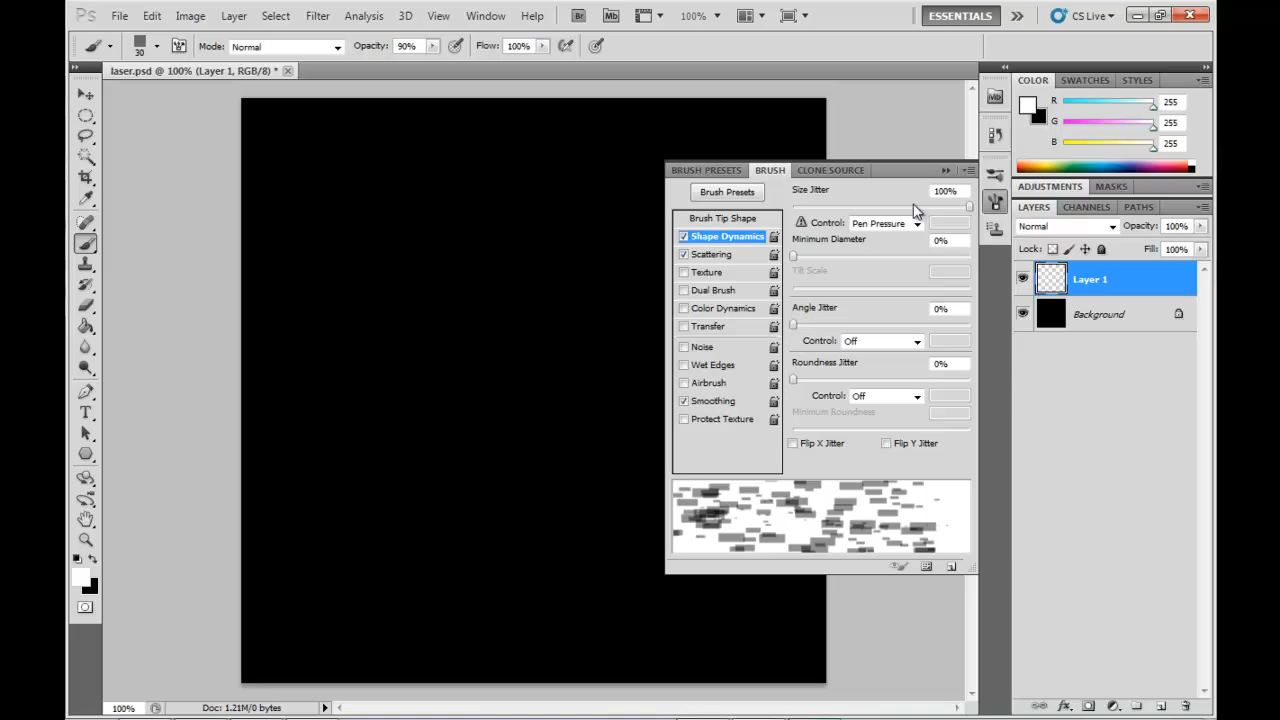 Ps File Edit Image Layer Select Filter Analysis 3D View Window Help Br Mb 100% ESSENTIALS CS Live
30 Mode: Normal Opacity: 90% Flow: 100%
laser.psd @ 100% (Layer 1, RGB/8) *
BRUSH PRESETS BRUSH CLONE SOURCE
Brush Presets
Brush Tip Shape
Shape Dynamics
Scattering
Texture
Dual Brush
Color Dynamics
Transfer
Noise
Wet Edges
Airbrush
Smoothing
Protect Texture
Size Jitter 100%
Control: Pen Pressure
Minimum Diameter 0%
Tilt Scale
Angle Jitter 0%
Control: Off
Roundness Jitter 0%
Control: Off
Minimum Roundness
Flip X Jitter Flip Y Jitter
Mb
COLOR SWATCHES STYLES
R 255
G 255
B 255
ADJUSTMENTS MASKS
LAYERS CHANNELS PATHS
Normal Opacity: 100%
Lock: Fill: 100%
Layer 1
Background
T
100% Doc: 1.21M/0 bytes
fx